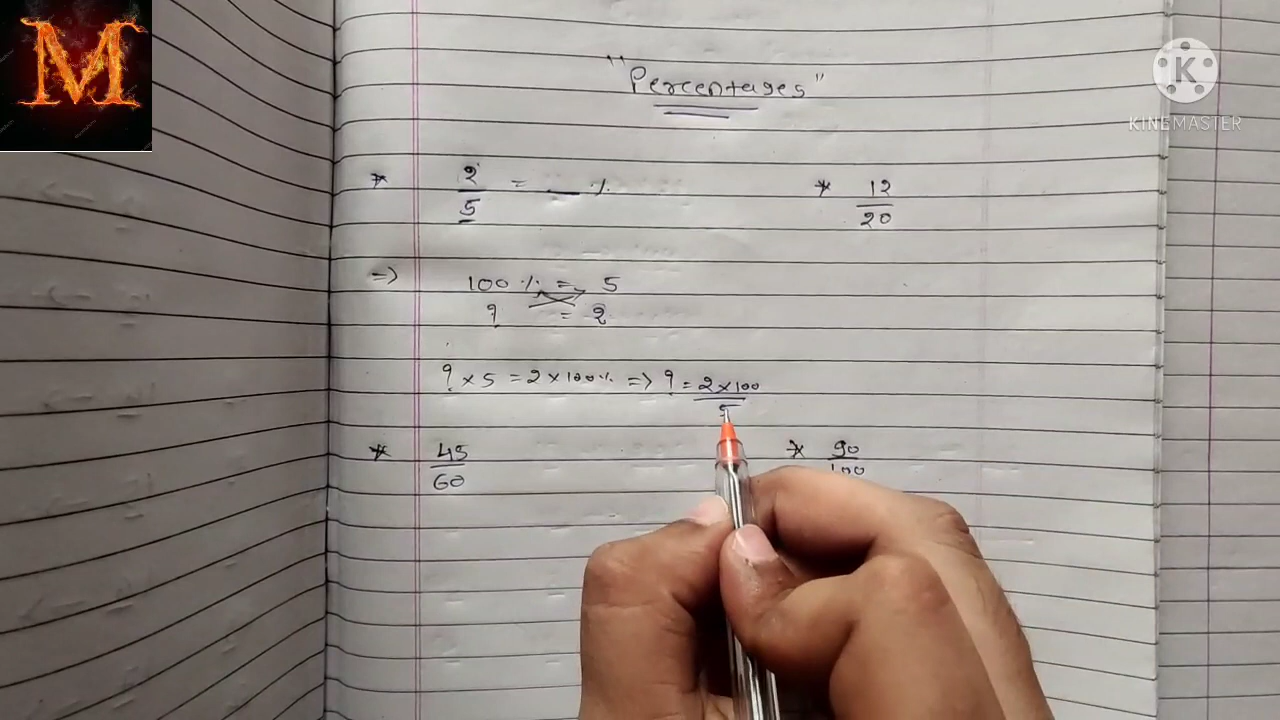 M
KINEMASTER
"Percentages"
* 2/5 = __ %
* 12/20
=> 100 % = 5
? = 2
? × 5 = 2 × 100% => ? = 2 × 100/5
* 45/60
* 90/100